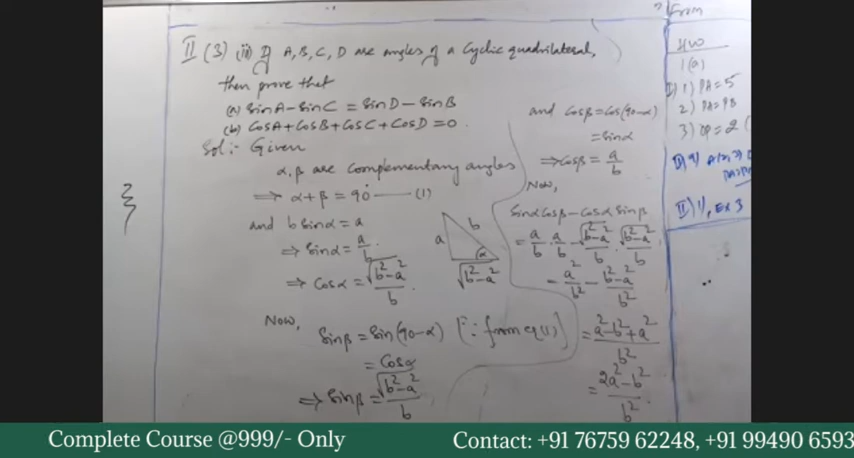 II (3) (iii) If A, B, C, D are angles of a Cyclic quadrilateral,
then prove that
(a) SinA - SinC = SinD - SinB
(b) CosA + CosB + CosC + CosD = 0.
Sol:- Given
α, β are Complementary angles
⇒ α + β = 90° —— (1)
and b Sinα = a
⇒ Sinα = a/b.
⇒ Cosα = √(b²-a²)/b.
a
b
α
√(b²-a²)
Now,
Sinβ = Sin(90-α) [∵ from eq(1)]
= Cosα
⇒ Sinβ = √(b²-a²)/b
and Cosβ = Cos(90-α)
= Sinα
⇒ Cosβ = a/b
Now,
Sinα Cosβ - Cosα Sinβ
= a/b · a/b - √(b²-a²)/b · √(b²-a²)/b
= a²/b² - b²-a²/b²
= a²-b²+a²/b²
= 2a²-b²/b²
From
HW
1(a)
I) 1) PA = 5
2) PA = PB
II) 1), Ex 3
Complete Course @999/- Only
Contact: +91 76759 62248, +91 99490 6593